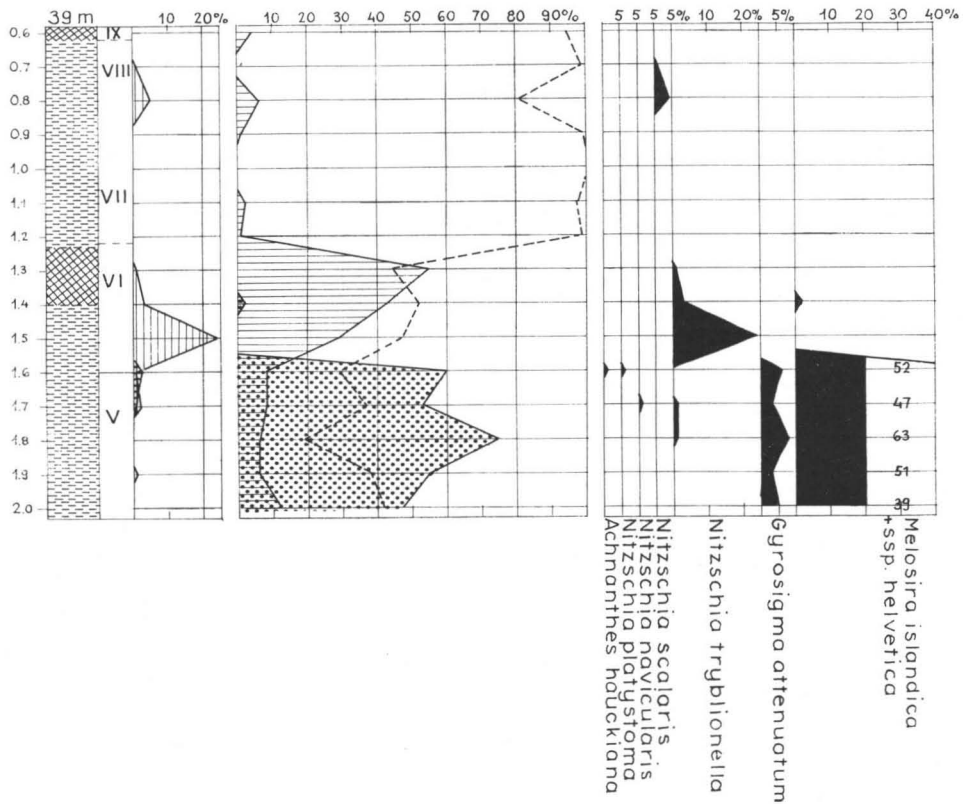 39 m
10 20%
10 20 30 40 50 60 70 80 90%
5 5 5 5% 10 20% 5% 10 20 30 40%
0.6
0.7
0.8
0.9
1.0
1.1
1.2
1.3
1.4
1.5
1.6
1.7
1.8
1.9
2.0
IX
VIII
VII
VI
V
52
47
63
51
39
Achnanthes hauckiana
Nitzschia platystoma
Nitzschia navicularis
Nitzschia scalaris
Nitzschia tryblionella
Gyrosigma attenuatum
Melosira islandica
+ssp. helvetica